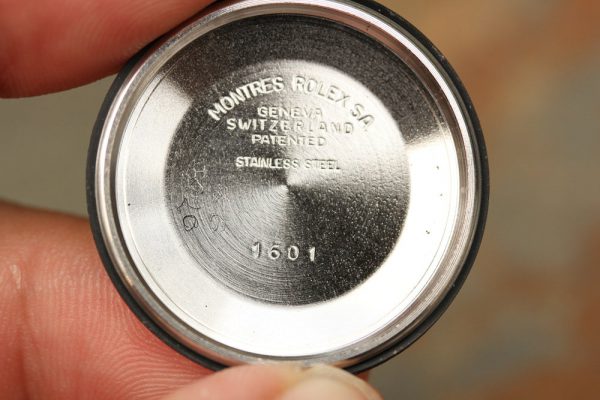 MONTRES ROLEX S.A.
GENEVA
SWITZERLAND
PATENTED
STAINLESS STEEL
1601